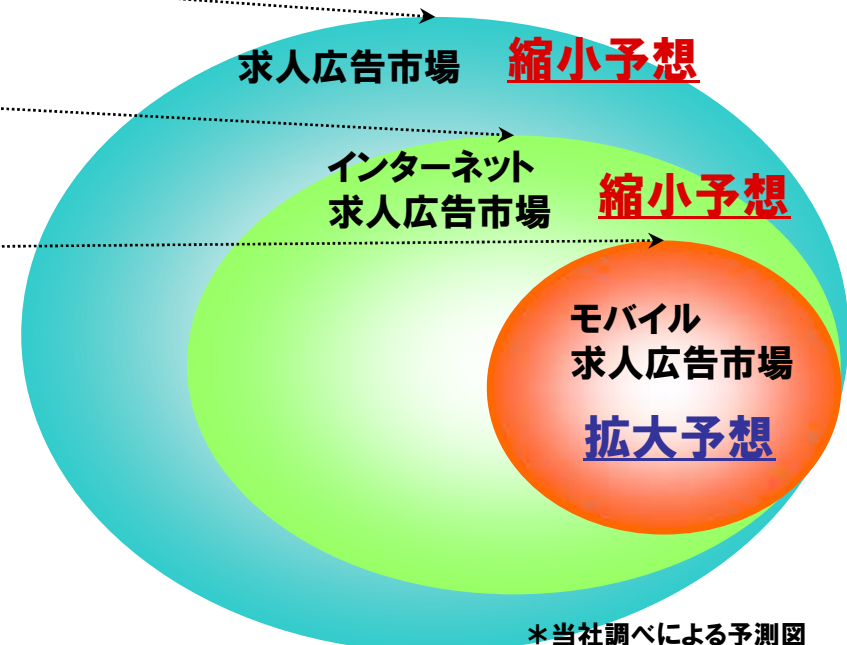 求人広告市場 縮小予想
インターネット
求人広告市場 縮小予想
モバイル
求人広告市場
拡大予想
＊当社調べによる予測図